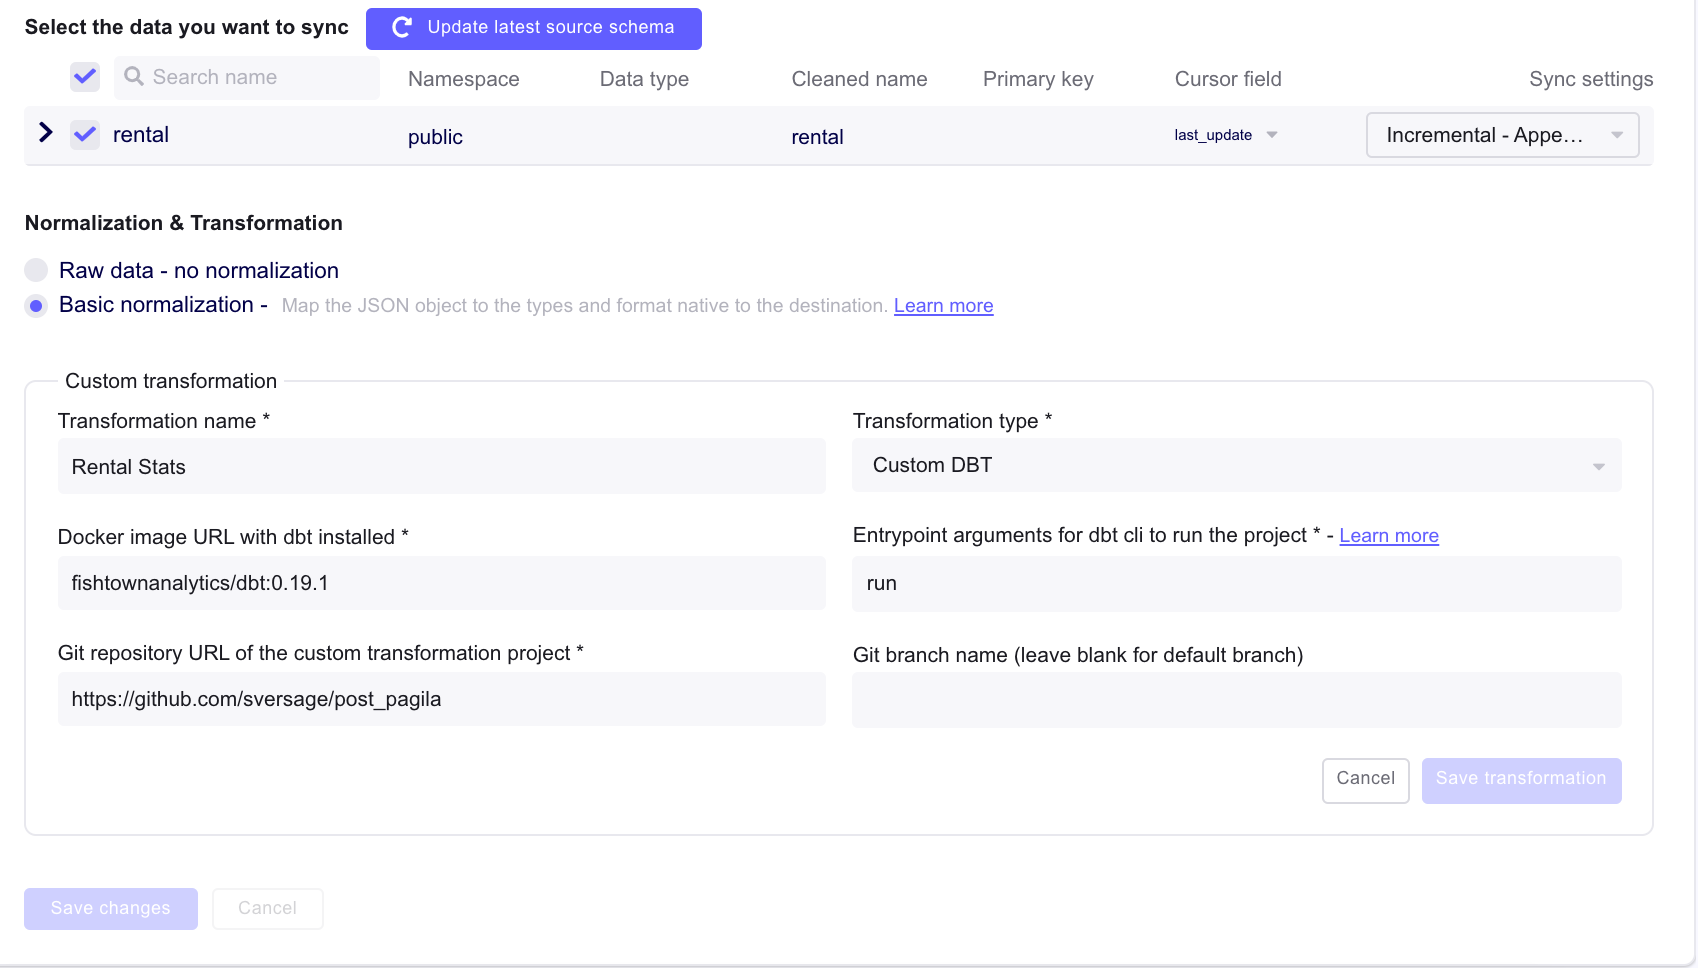 Select the data you want to sync
Update latest source schema
Search name
Namespace
Data type
Cleaned name
Primary key
Cursor field
Sync settings
rental
public
rental
last_update
Incremental - Appe...
Normalization & Transformation
Raw data - no normalization
Basic normalization - Map the JSON object to the types and format native to the destination. Learn more
Custom transformation
Transformation name *
Transformation type *
Rental Stats
Custom DBT
Docker image URL with dbt installed *
Entrypoint arguments for dbt cli to run the project * - Learn more
fishtownanalytics/dbt:0.19.1
run
Git repository URL of the custom transformation project *
Git branch name (leave blank for default branch)
https://github.com/sversage/post_pagila
Cancel
Save transformation
Save changes
Cancel